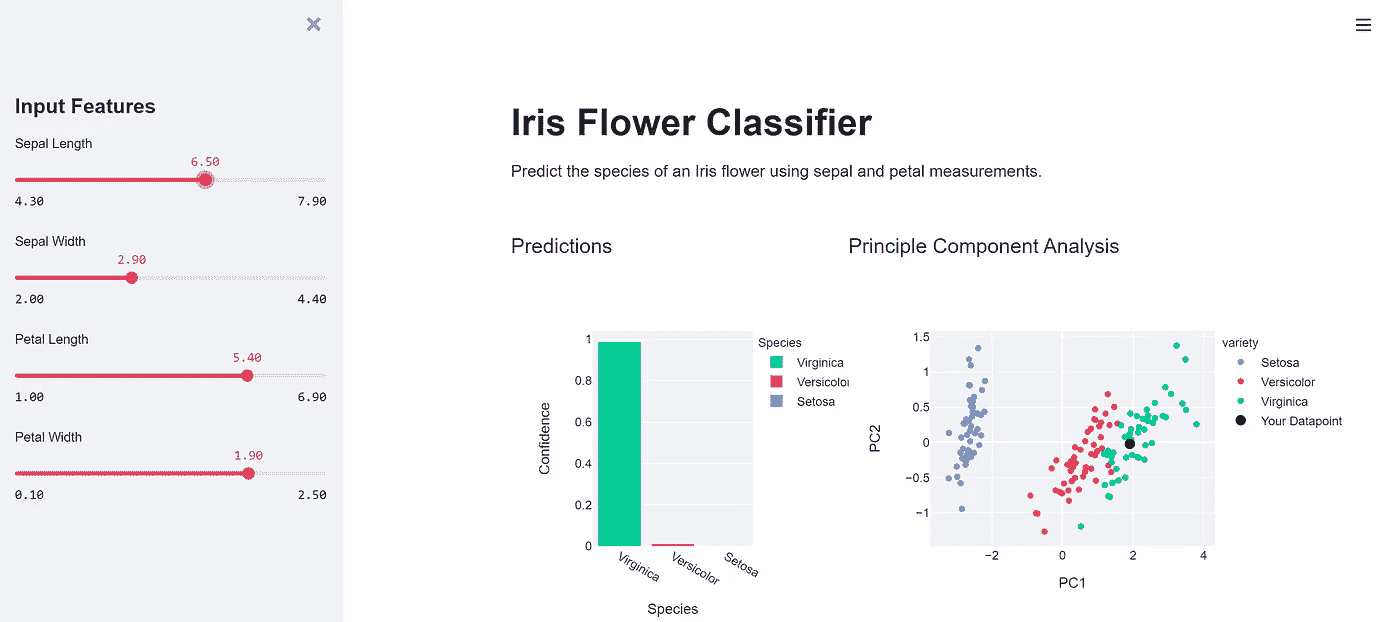 Input Features
Sepal Length
6.50
4.30 7.90
Sepal Width
2.90
2.00 4.40
Petal Length
5.40
1.00 6.90
Petal Width
1.90
0.10 2.50
Iris Flower Classifier
Predict the species of an Iris flower using sepal and petal measurements.
Predictions
Confidence
1
0.8
0.6
0.4
0.2
0
Virginica Versicolor Setosa
Species
Species
Virginica
Versicolor
Setosa
Principle Component Analysis
PC2
1.5
1
0.5
0
−0.5
−1
−2 0 2 4
PC1
variety
Setosa
Versicolor
Virginica
Your Datapoint